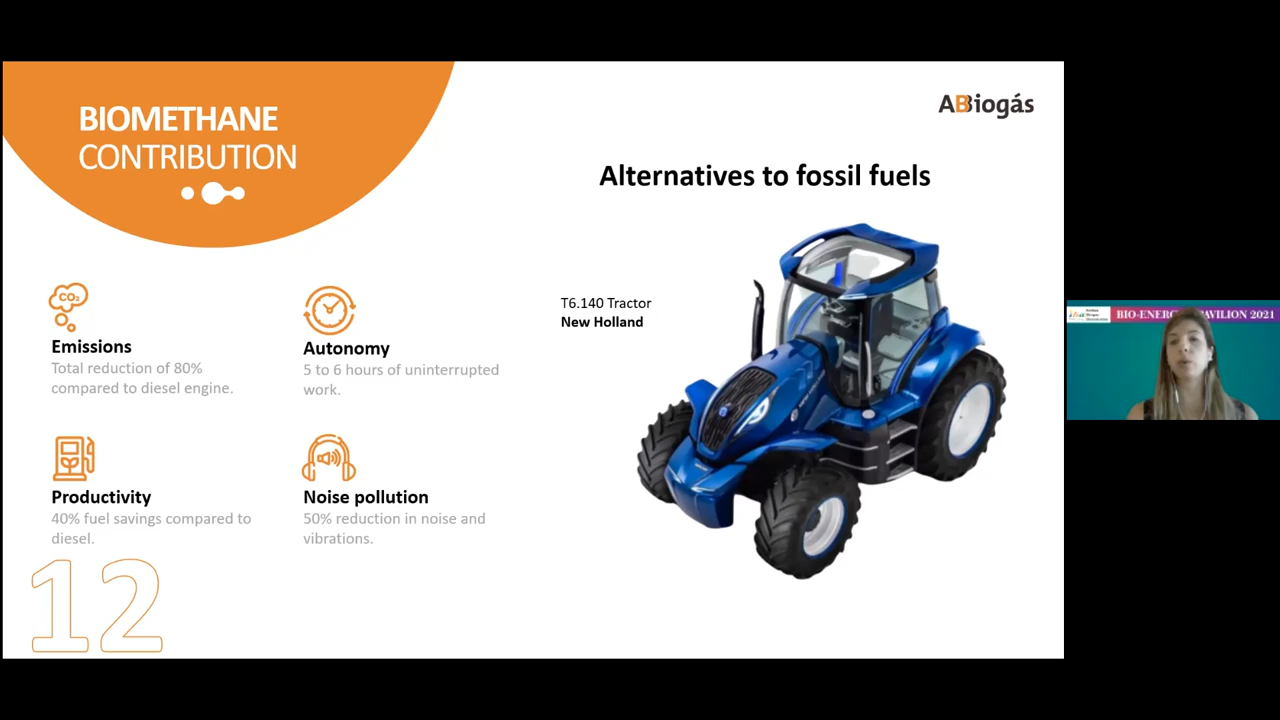 BIOMETHANE
CONTRIBUTION
ABiogás
Alternatives to fossil fuels
CO₂
Emissions
Total reduction of 80%
compared to diesel engine.
Autonomy
5 to 6 hours of uninterrupted
work.
T6.140 Tractor
New Holland
Productivity
40% fuel savings compared to
diesel.
Noise pollution
50% reduction in noise and
vibrations.
12
PAVILION 2021